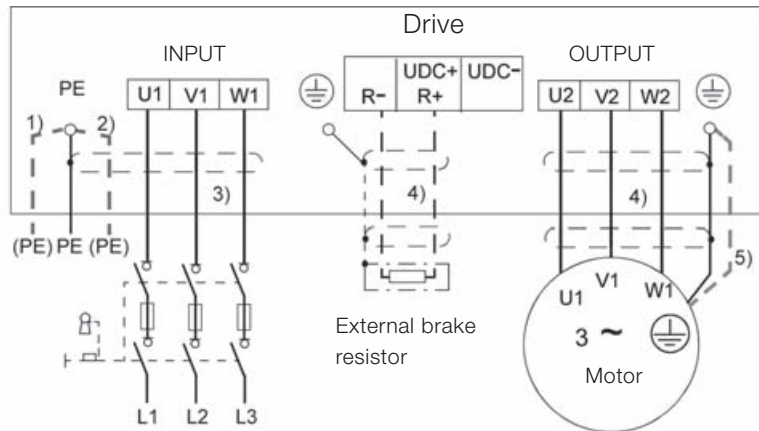 Drive
INPUT
OUTPUT
PE
U1 V1 W1
R-
UDC+
R+
UDC-
U2 V2 W2
1)
2)
3)
4)
4)
5)
(PE) PE (PE)
External brake
resistor
U1 V1 W1
3 ~
Motor
L1 L2 L3